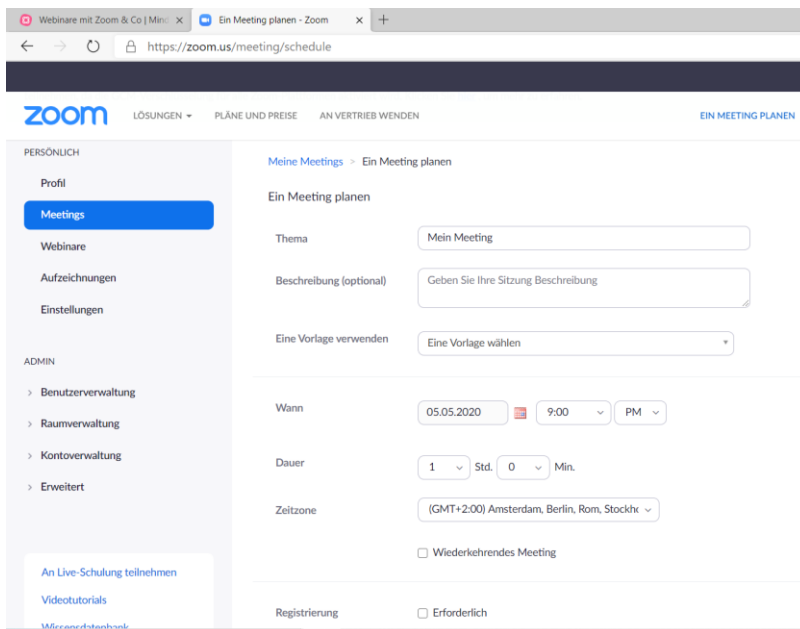 Webinare mit Zoom & Co | Mind
Ein Meeting planen - Zoom
https://zoom.us/meeting/schedule
zoom LÖSUNGEN PLÄNE UND PREISE AN VERTRIEB WENDEN EIN MEETING PLANEN
PERSÖNLICH
Profil
Meetings
Webinare
Aufzeichnungen
Einstellungen
ADMIN
> Benutzerverwaltung
> Raumverwaltung
> Kontoverwaltung
> Erweitert
An Live-Schulung teilnehmen
Videotutorials
Wissensdatenbank
Meine Meetings > Ein Meeting planen
Ein Meeting planen
Thema Mein Meeting
Beschreibung (optional) Geben Sie Ihre Sitzung Beschreibung
Eine Vorlage verwenden Eine Vorlage wählen
Wann 05.05.2020 9:00 PM
Dauer 1 Std. 0 Min.
Zeitzone (GMT+2:00) Amsterdam, Berlin, Rom, Stockho
Wiederkehrendes Meeting
Registrierung Erforderlich